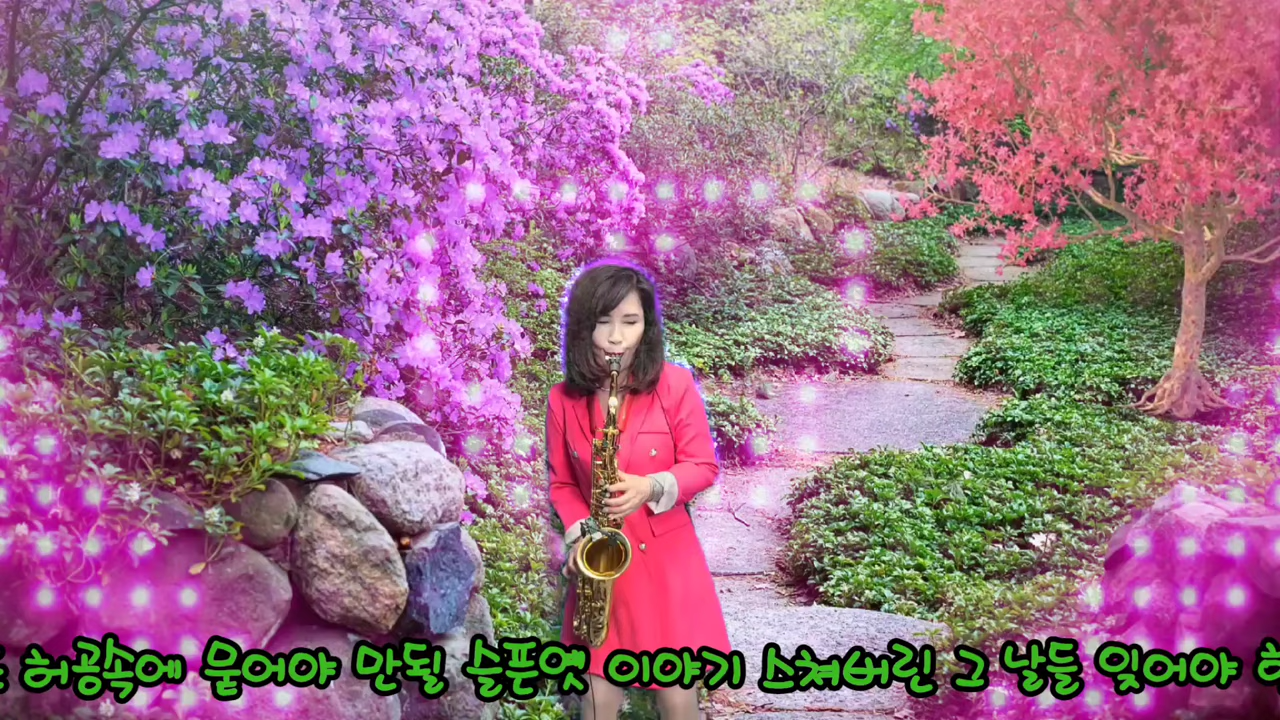 허공속에 묻어야 만될 슬픈옛 이야기 스쳐버린 그 날들 잊어야